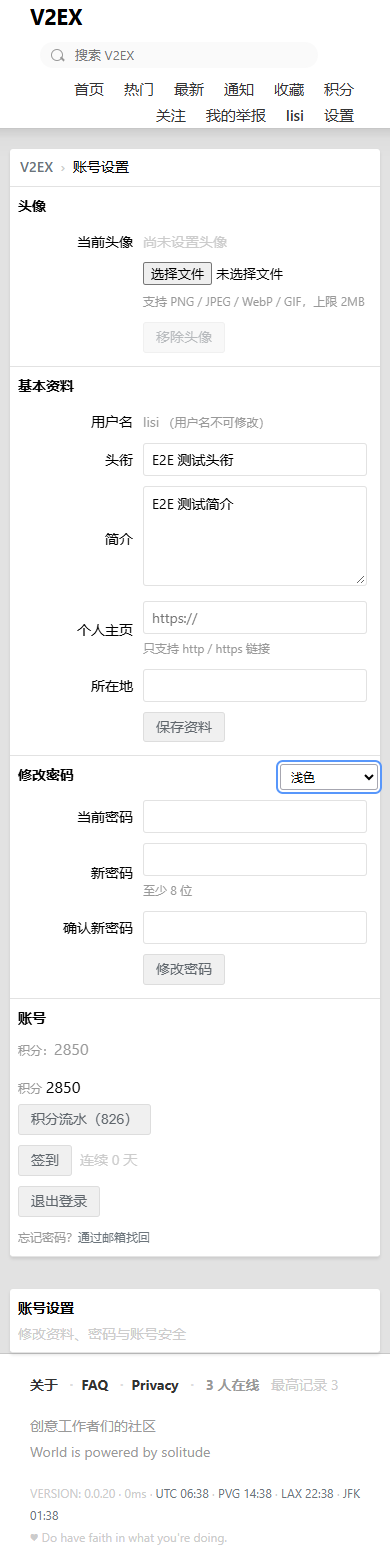 V2EX
搜索 V2EX
首页 热门 最新 通知 收藏 积分
关注 我的举报 lisi 设置
V2EX › 账号设置
头像
当前头像 尚未设置头像
选择文件 未选择文件
支持 PNG / JPEG / WebP / GIF，上限 2MB
移除头像
基本资料
用户名 lisi （用户名不可修改）
头衔 E2E 测试头衔
简介 E2E 测试简介
个人主页 https://
只支持 http / https 链接
所在地
保存资料
修改密码 浅色
当前密码
新密码
至少 8 位
确认新密码
修改密码
账号
积分：2850
积分 2850
积分流水（826）
签到 连续 0 天
退出登录
忘记密码？通过邮箱找回
账号设置
修改资料、密码与账号安全
关于 · FAQ · Privacy · 3 人在线 最高记录 3
创意工作者们的社区
World is powered by solitude
VERSION: 0.0.20 · 0ms · UTC 06:38 · PVG 14:38 · LAX 22:38 · JFK
01:38
♥ Do have faith in what you're doing.